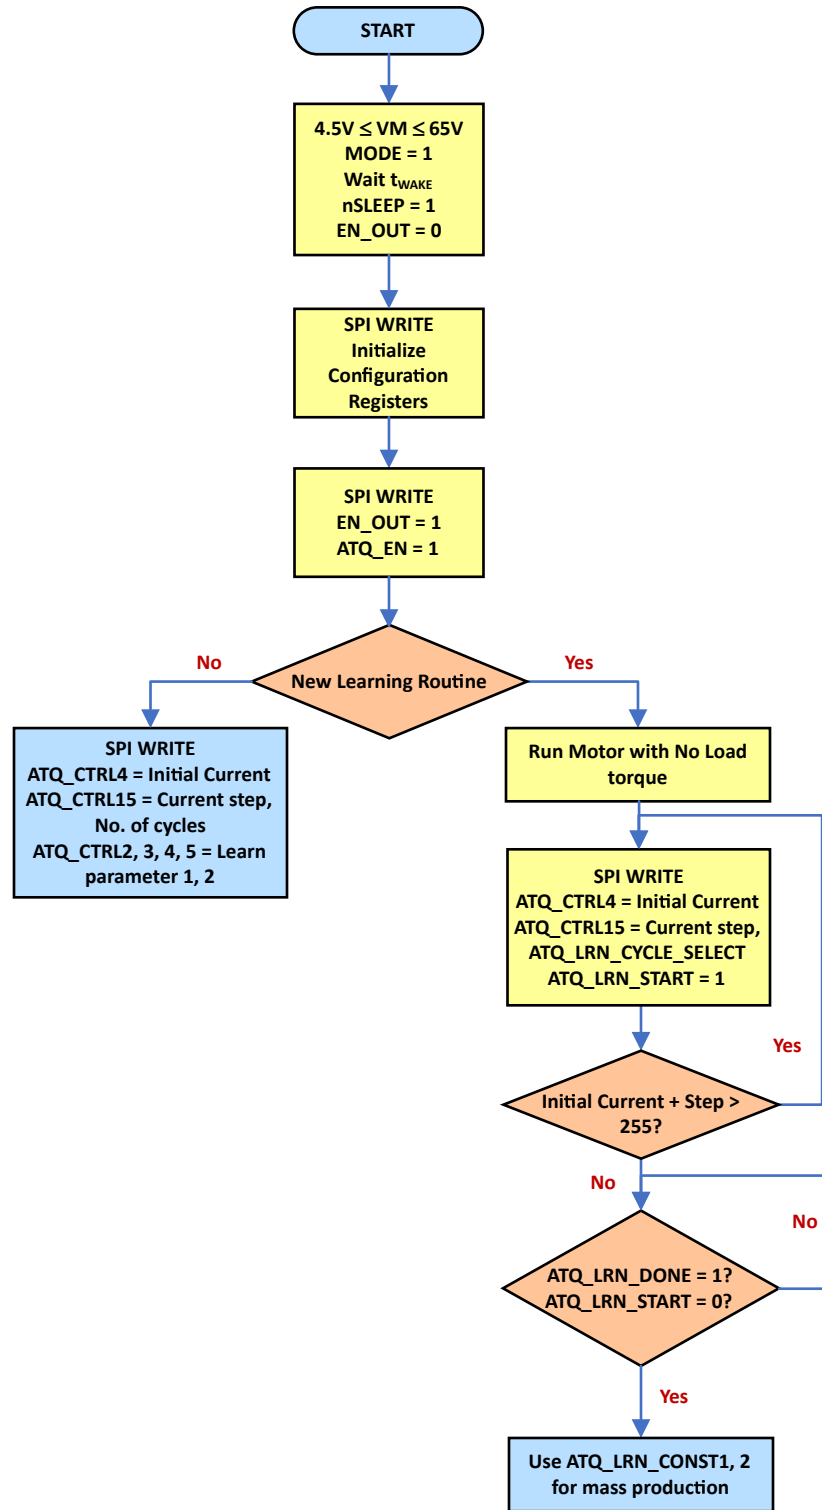 START
4.5V ≤ VM ≤ 65V
MODE = 1
Wait tWAKE
nSLEEP = 1
EN_OUT = 0
SPI WRITE
Initialize
Configuration
Registers
SPI WRITE
EN_OUT = 1
ATQ_EN = 1
No
Yes
New Learning Routine
SPI WRITE
ATQ_CTRL4 = Initial Current
ATQ_CTRL15 = Current step,
No. of cycles
ATQ_CTRL2, 3, 4, 5 = Learn
parameter 1, 2
Run Motor with No Load
torque
SPI WRITE
ATQ_CTRL4 = Initial Current
ATQ_CTRL15 = Current step,
ATQ_LRN_CYCLE_SELECT
ATQ_LRN_START = 1
Yes
Initial Current + Step >
255?
No
No
ATQ_LRN_DONE = 1?
ATQ_LRN_START = 0?
Yes
Use ATQ_LRN_CONST1, 2
for mass production